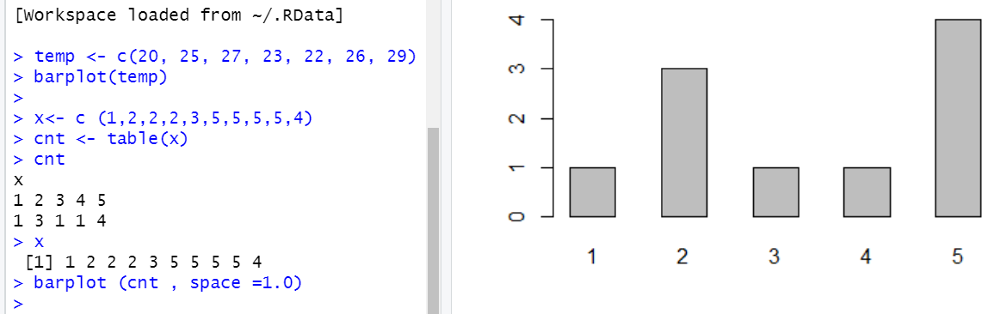 [Workspace loaded from ~/.RData]
> temp <- c(20, 25, 27, 23, 22, 26, 29)
> barplot(temp)
>
> x<- c (1,2,2,2,3,5,5,5,5,4)
> cnt <- table(x)
> cnt
x
1 2 3 4 5
1 3 1 1 4
> x
[1] 1 2 2 2 3 5 5 5 5 4
> barplot (cnt , space =1.0)
>
4
3
2
1
0
1 2 3 4 5